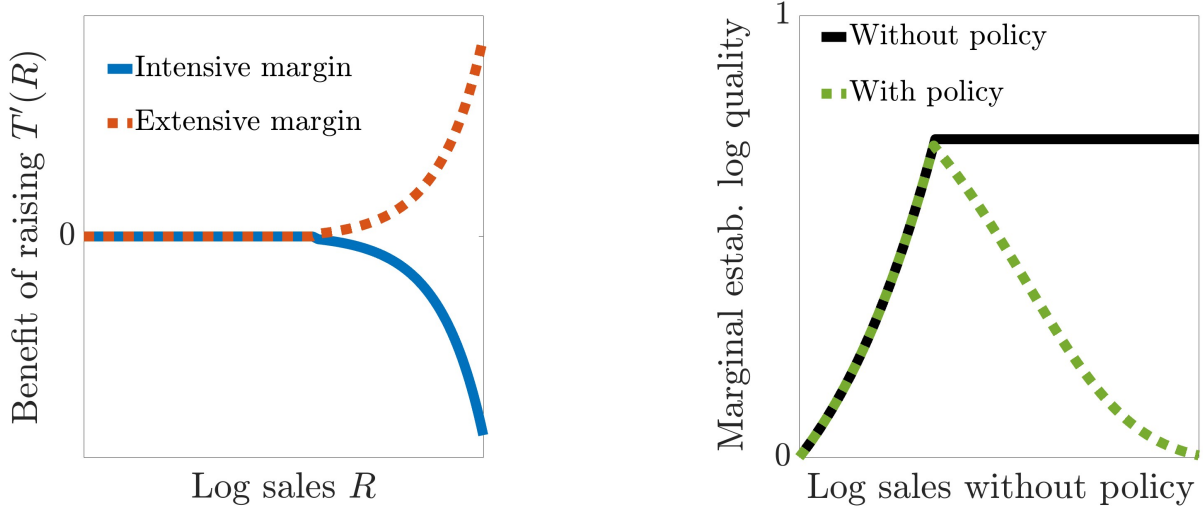 Benefit of raising T′(R)
Intensive margin
Extensive margin
0
Log sales R
Marginal estab. log quality
1
Without policy
With policy
0
Log sales without policy